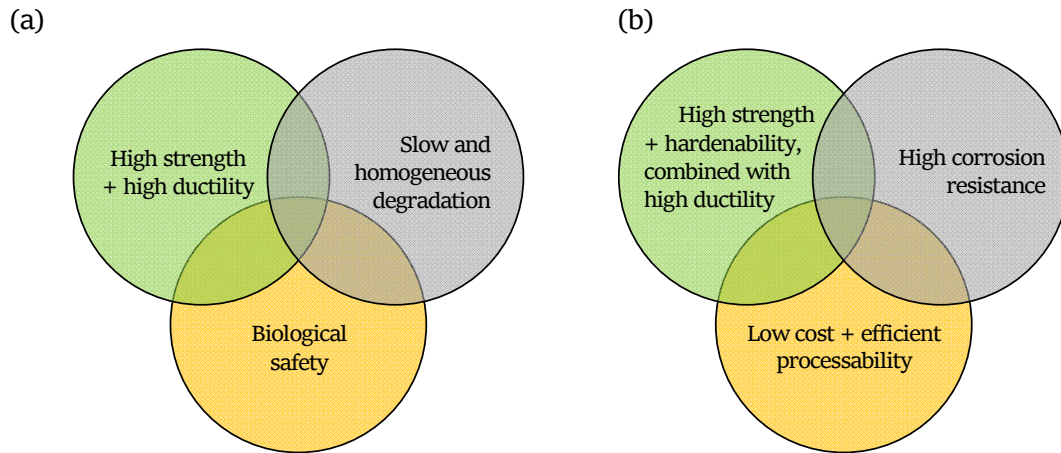 (a)
High strength
+ high ductility
Slow and
homogeneous
degradation
Biological
safety
(b)
High strength
+ hardenability,
combined with
high ductility
High corrosion
resistance
Low cost + efficient
processability